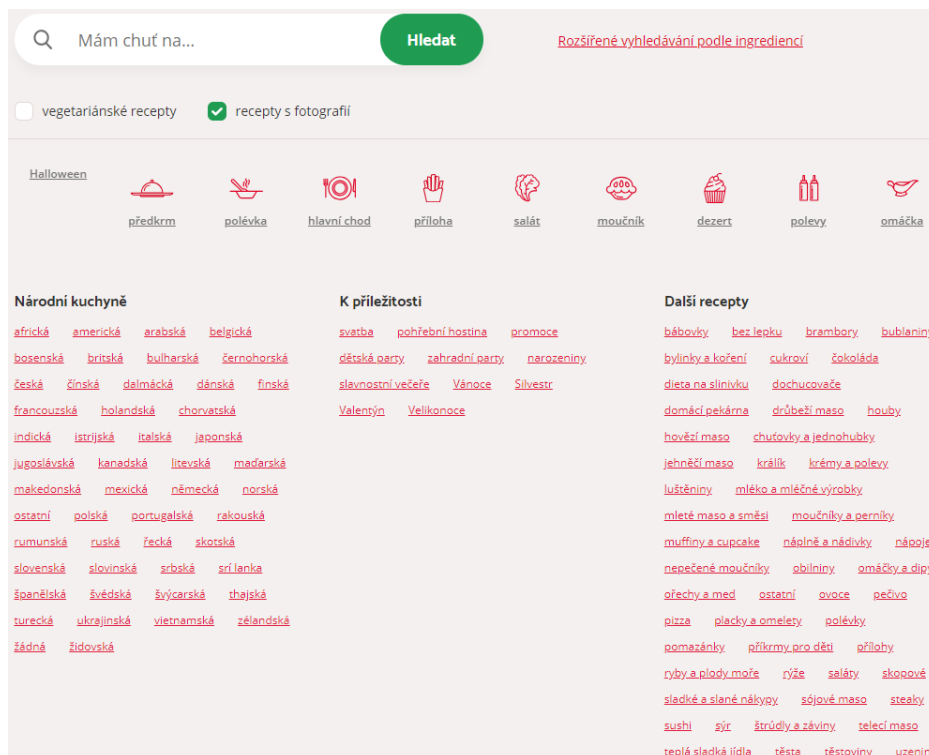 Mám chuť na...
Hledat
Rozšířené vyhledávání podle ingrediencí
vegetariánské recepty
recepty s fotografií
Halloween
předkrm
polévka
hlavní chod
příloha
salát
moučník
dezert
polevy
omáčka
Národní kuchyně
africká americká arabská belgická
bosenská britská bulharská černohorská
česká čínská dalmácká dánská finská
francouzská holandská chorvatská
indická istrijská italská japonská
jugoslávská kanadská litevská maďarská
makedonská mexická německá norská
ostatní polská portugalská rakouská
rumunská ruská řecká skotská
slovenská slovinská srbská srí lanka
španělská švédská švýcarská thajská
turecká ukrajinská vietnamská zélandská
žádná židovská
K příležitosti
svatba pohřební hostina promoce
dětská party zahradní party narozeniny
slavnostní večeře Vánoce Silvestr
Valentýn Velikonoce
Další recepty
bábovky bez lepku brambory bublaniny
bylinky a koření cukroví čokoláda
dieta na slinivku dochucovače
domácí pekárna drůbeží maso houby
hovězí maso chuťovky a jednohubky
jehněčí maso králík krémy a polevy
luštěniny mléko a mléčné výrobky
mleté maso a směsi moučníky a perníky
muffiny a cupcake náplně a nádivky nápoje
nepečené moučníky obilniny omáčky a dipy
ořechy a med ostatní ovoce pečivo
pizza placky a omelety polévky
pomazánky příkrmy pro děti přílohy
ryby a plody moře rýže saláty skopové
sladké a slané nákypy sójové maso steaky
sushi sýr štrúdly a záviny telecí maso
teplá sladká jídla těsta těstoviny uzenin